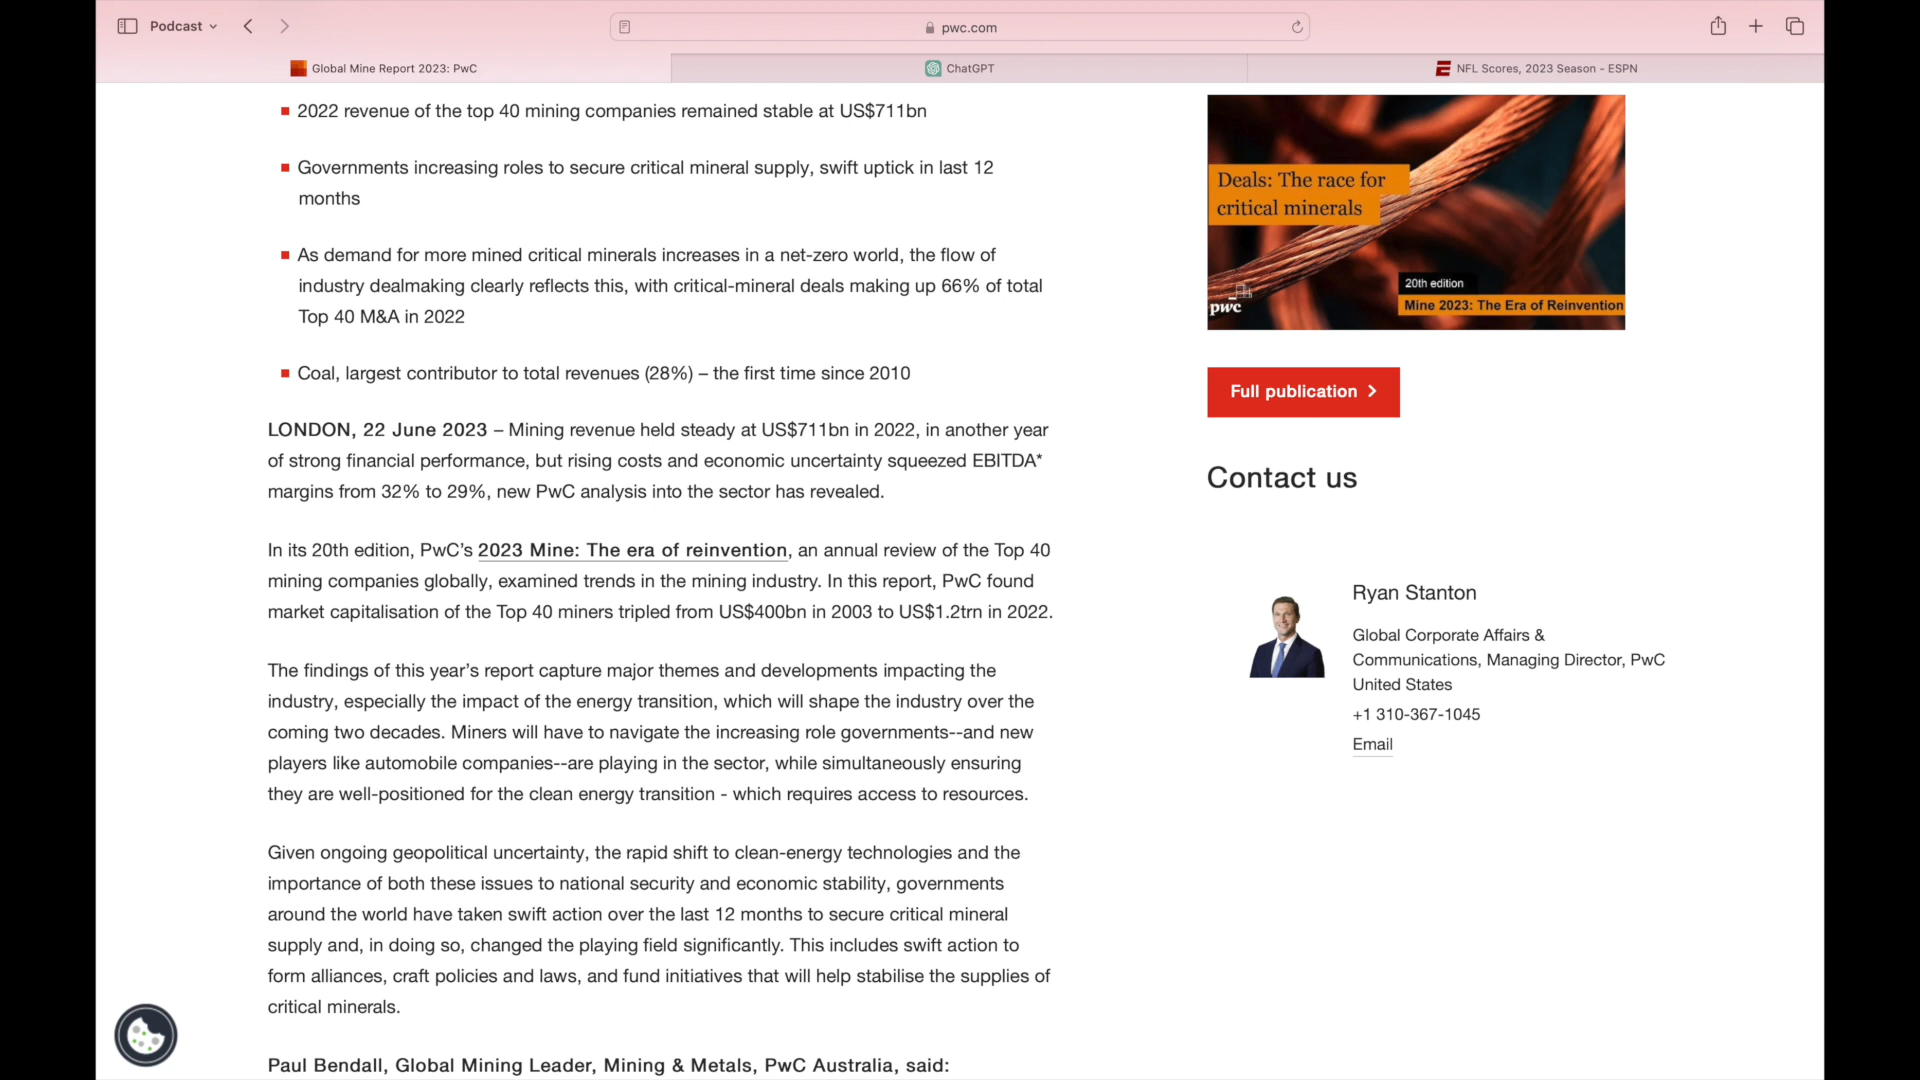 Podcast
pwc.com
Global Mine Report 2023: PwC
ChatGPT
NFL Scores, 2023 Season - ESPN
2022 revenue of the top 40 mining companies remained stable at US$711bn
Governments increasing roles to secure critical mineral supply, swift uptick in last 12
months
As demand for more mined critical minerals increases in a net-zero world, the flow of
industry dealmaking clearly reflects this, with critical-mineral deals making up 66% of total
Top 40 M&A in 2022
Coal, largest contributor to total revenues (28%) – the first time since 2010
LONDON, 22 June 2023 – Mining revenue held steady at US$711bn in 2022, in another year
of strong financial performance, but rising costs and economic uncertainty squeezed EBITDA*
margins from 32% to 29%, new PwC analysis into the sector has revealed.
In its 20th edition, PwC’s 2023 Mine: The era of reinvention, an annual review of the Top 40
mining companies globally, examined trends in the mining industry. In this report, PwC found
market capitalisation of the Top 40 miners tripled from US$400bn in 2003 to US$1.2trn in 2022.
The findings of this year’s report capture major themes and developments impacting the
industry, especially the impact of the energy transition, which will shape the industry over the
coming two decades. Miners will have to navigate the increasing role governments--and new
players like automobile companies--are playing in the sector, while simultaneously ensuring
they are well-positioned for the clean energy transition - which requires access to resources.
Given ongoing geopolitical uncertainty, the rapid shift to clean-energy technologies and the
importance of both these issues to national security and economic stability, governments
around the world have taken swift action over the last 12 months to secure critical mineral
supply and, in doing so, changed the playing field significantly. This includes swift action to
form alliances, craft policies and laws, and fund initiatives that will help stabilise the supplies of
critical minerals.
Paul Bendall, Global Mining Leader, Mining & Metals, PwC Australia, said:
Deals: The race for
critical minerals
20th edition
Mine 2023: The Era of Reinvention
pwc
Full publication
Contact us
Ryan Stanton
Global Corporate Affairs &
Communications, Managing Director, PwC
United States
+1 310-367-1045
Email